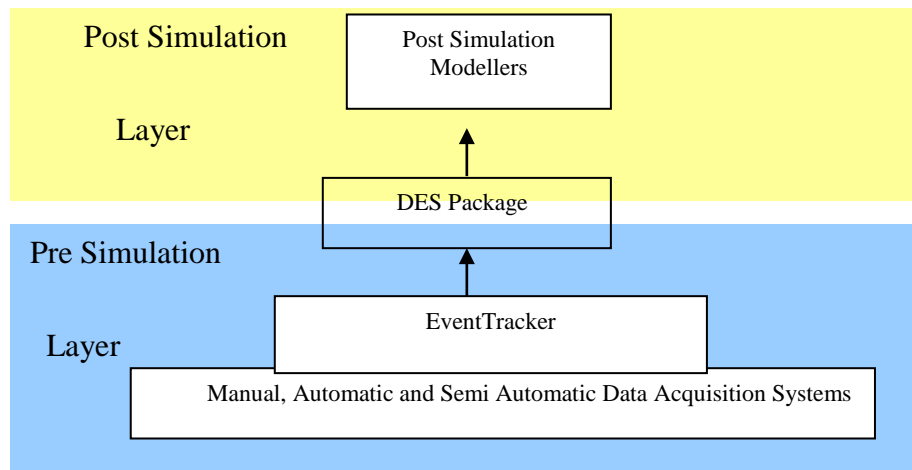 Post Simulation
Layer
Post Simulation
Modellers
DES Package
Pre Simulation
Layer
EventTracker
Manual, Automatic and Semi Automatic Data Acquisition Systems